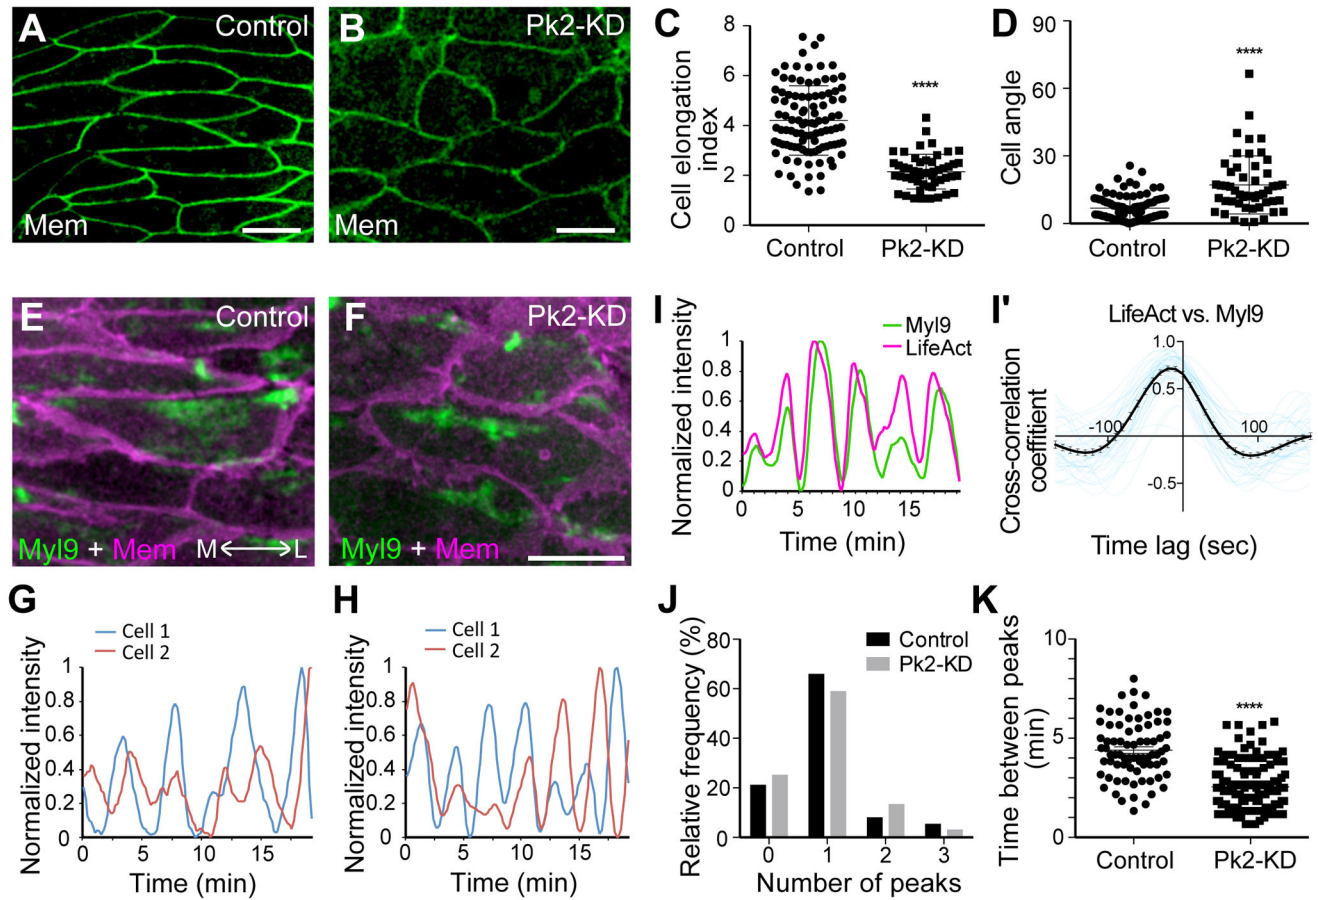 A
Control
Mem
B
Pk2-KD
Mem
C
Cell elongation
index
8
6
4
2
0
****
Control
Pk2-KD
D
Cell angle
90
60
30
0
****
Control
Pk2-KD
E
Control
Myl9 + Mem
M
L
F
Pk2-KD
Myl9 + Mem
I
Normalized intensity
Myl9
LifeAct
1
0.8
0.6
0.4
0.2
0
0
5
10
15
Time (min)
I'
LifeAct vs. Myl9
Cross-correlation
coeffitient
1.0
0.5
-0.5
-100
100
Time lag (sec)
G
Cell 1
Cell 2
Normalized intensity
1
0.8
0.6
0.4
0.2
0
0
5
10
15
Time (min)
H
Cell 1
Cell 2
Normalized intensity
1
0.8
0.6
0.4
0.2
0
0
5
10
15
Time (min)
J
Relative frequency (%)
80
60
40
20
0
Control
Pk2-KD
0
1
2
3
Number of peaks
K
Time between peaks
(min)
10
5
0
****
Control
Pk2-KD